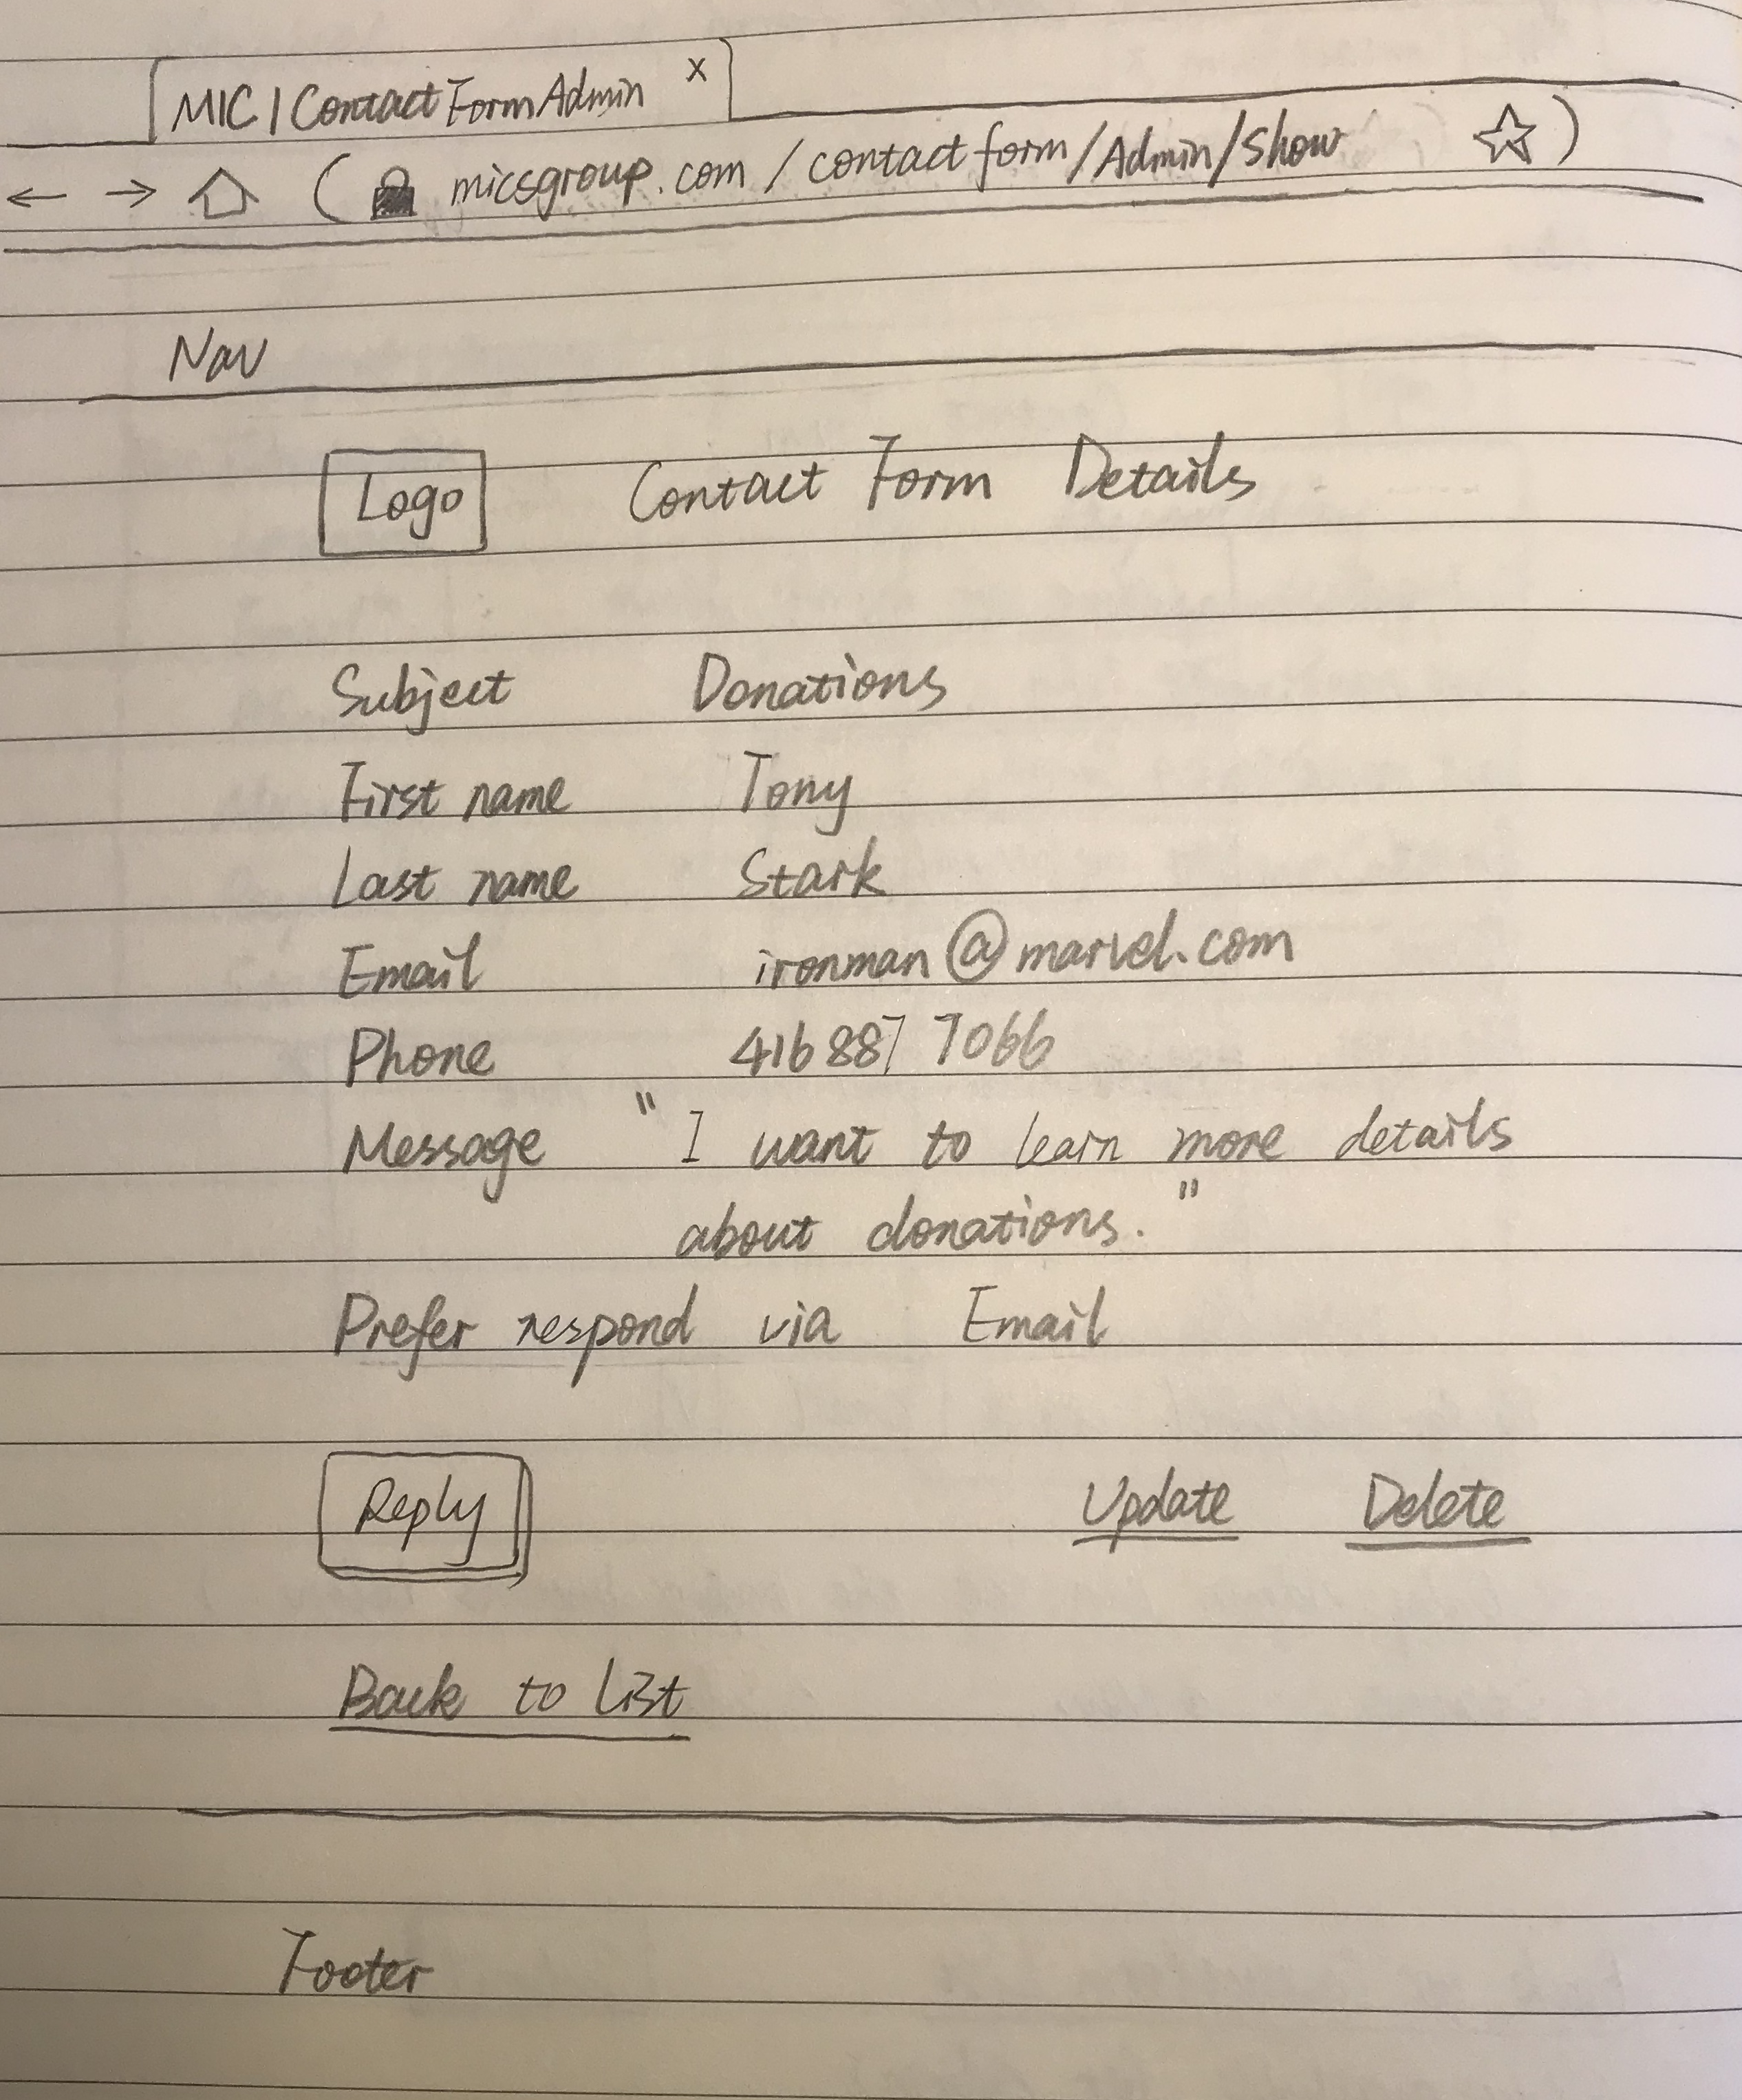 MIC | Contact Form Admin x
micsgroup.com / contact form / Admin / Show
Nav
Logo Contact Form Details
Subject Donations
First name Tony
Last name Stark
Email ironman@marvel.com
Phone 416 887 7066
Message " I want to learn more details
about donations. "
Prefer respond via Email
Reply Update Delete
Back to List
Footer